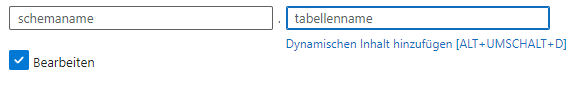 schemaname . tabellenname
Dynamischen Inhalt hinzufügen [ALT+UMSCHALT+D]
Bearbeiten